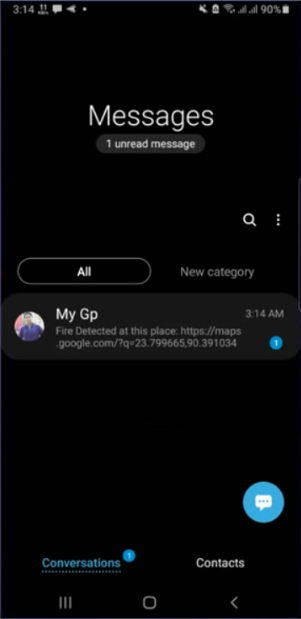 3:14 90%
Messages
1 unread message
All New category
My Gp 3:14 AM
Fire Detected at this place: https://maps
.google.com/?q=23.799665,90.391034
1
1
Conversations Contacts